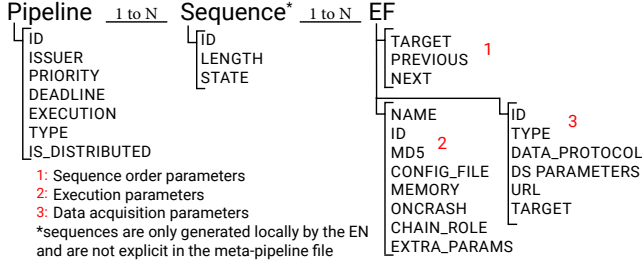 Pipeline 1 to N Sequence* 1 to N EF
ID
ISSUER
PRIORITY
DEADLINE
EXECUTION
TYPE
IS_DISTRIBUTED
ID
LENGTH
STATE
TARGET
PREVIOUS
NEXT
1
NAME
ID
MD5
CONFIG_FILE
MEMORY
ONCRASH
CHAIN_ROLE
EXTRA_PARAMS
2
ID
TYPE
DATA_PROTOCOL
DS PARAMETERS
URL
TARGET
3
1: Sequence order parameters
2: Execution parameters
3: Data acquisition parameters
*sequences are only generated locally by the EN
and are not explicit in the meta-pipeline file